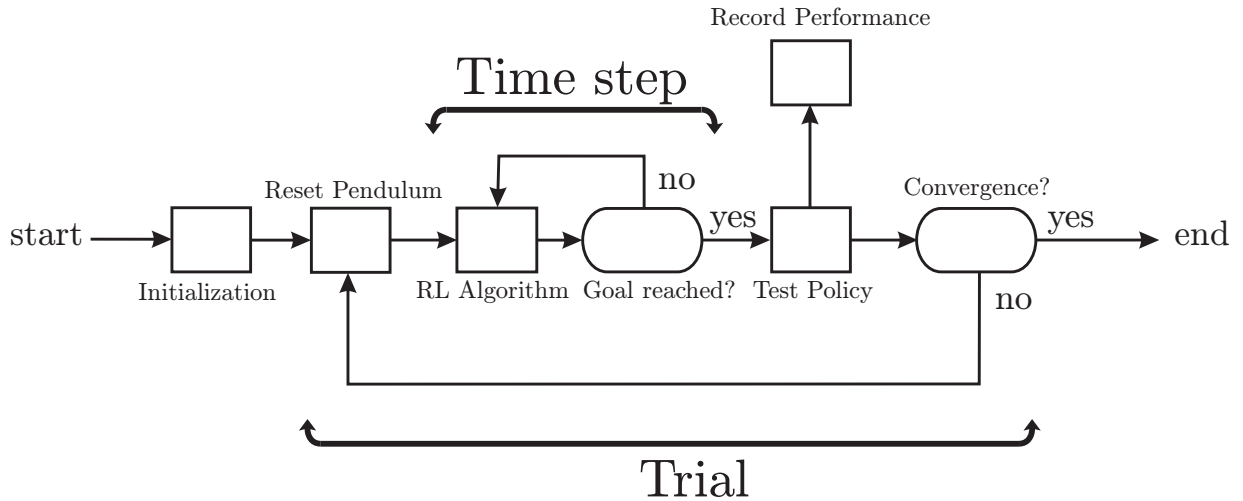 Record Performance
Time step
Reset Pendulum
no
Convergence?
start
yes
yes
end
Initialization
RL Algorithm
Goal reached?
Test Policy
no
Trial